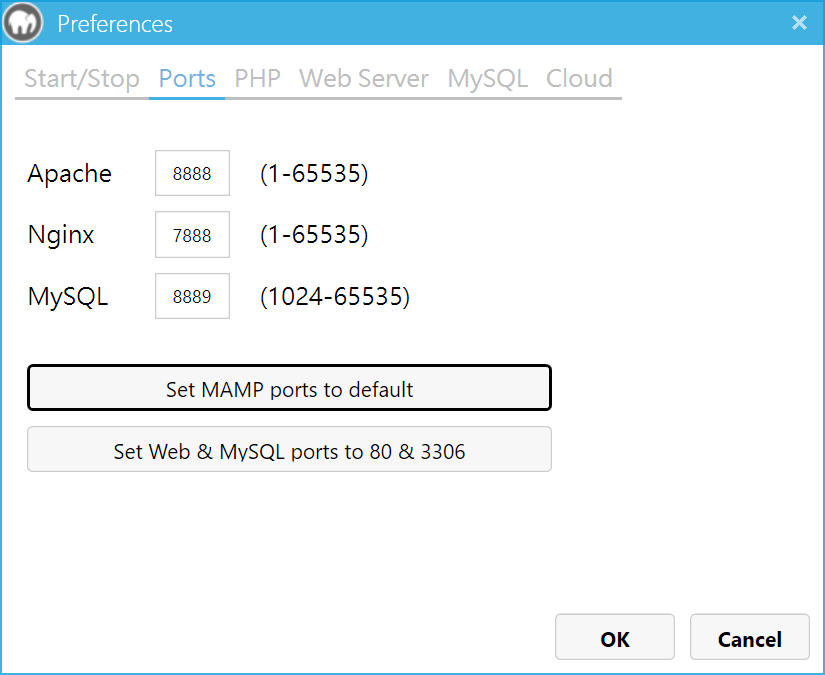 Preferences
Start/Stop Ports PHP Web Server MySQL Cloud
Apache 8888 (1-65535)
Nginx 7888 (1-65535)
MySQL 8889 (1024-65535)
Set MAMP ports to default
Set Web & MySQL ports to 80 & 3306
OK Cancel